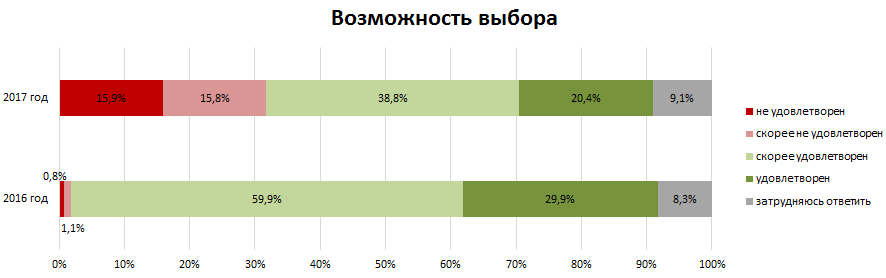 Возможность выбора
2017 год
15,9%
15,8%
38,8%
20,4%
9,1%
0,8%
2016 год
59,9%
29,9%
8,3%
1,1%
0%
10%
20%
30%
40%
50%
60%
70%
80%
90%
100%
не удовлетворен
скорее не удовлетворен
скорее удовлетворен
удовлетворен
затрудняюсь ответить